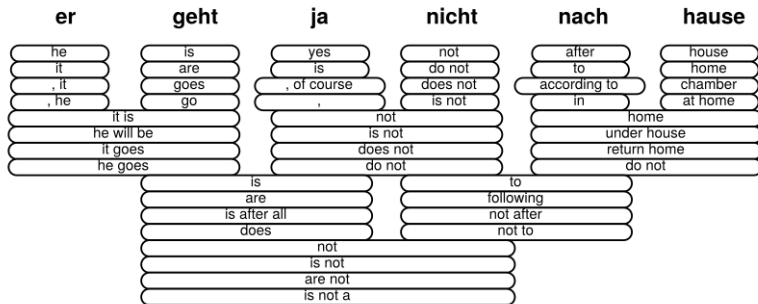 er geht ja nicht nach hause
he is yes not after house
it are is do not to home
, it goes , of course does not according to chamber
, he go , is not in at home
it is not home
he will be is not under house
it goes does not return home
he goes do not do not
is to
are following
is after all not after
does not to
not
is not
are not
is not a